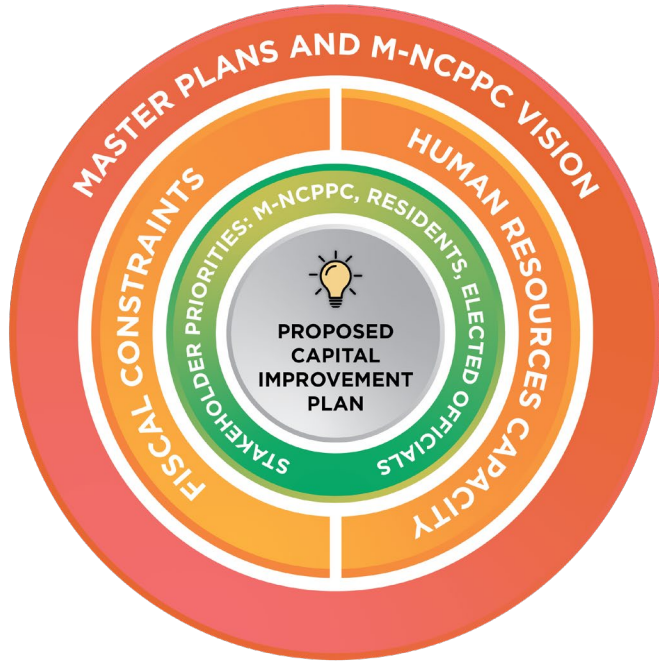 MASTER PLANS AND M-NCPPC VISION
FISCAL CONSTRAINTS
HUMAN RESOURCES CAPACITY
STAKEHOLDER PRIORITIES: M-NCPPC, RESIDENTS, ELECTED OFFICIALS
PROPOSED
CAPITAL
IMPROVEMENT
PLAN